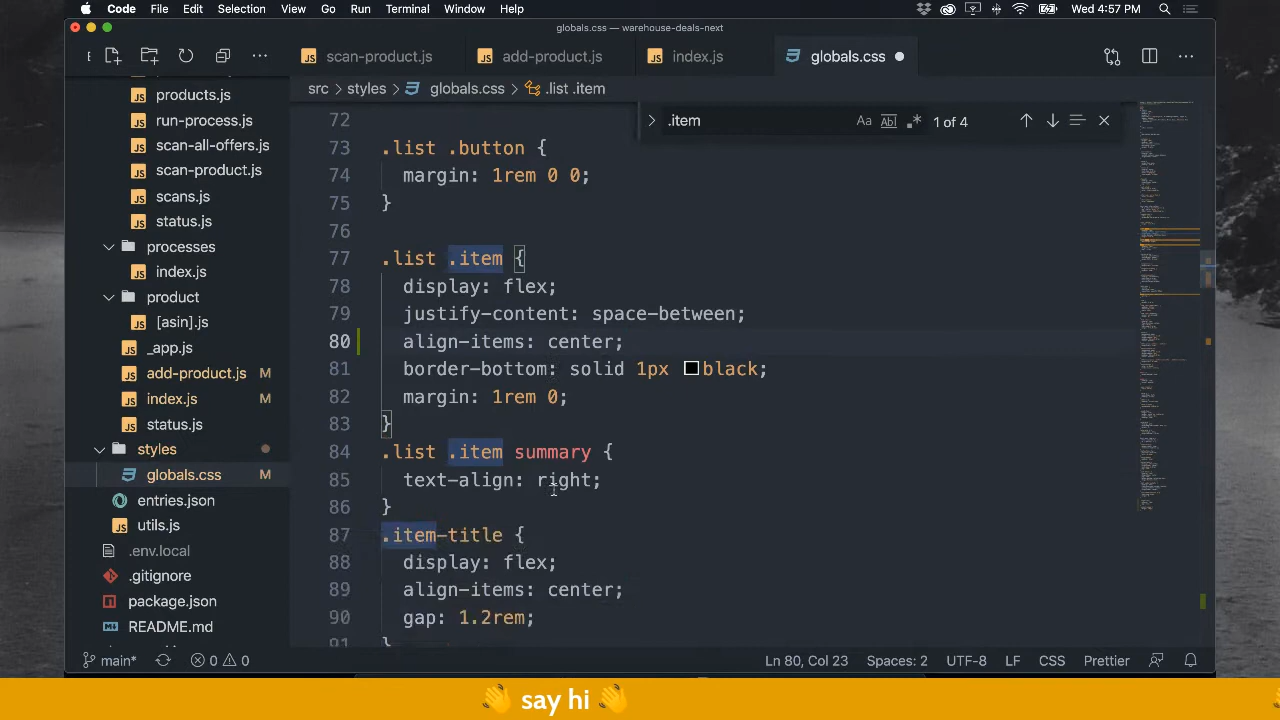 Code File Edit Selection View Go Run Terminal Window Help Wed 4:57 PM
globals.css — warehouse-deals-next
scan-product.js add-product.js index.js globals.css
src styles globals.css .list .item
.item Aa Ab 1 of 4
products.js
run-process.js
scan-all-offers.js
scan-product.js
scans.js
status.js
processes
index.js
product
[asin].js
_app.js
add-product.js M
index.js M
status.js
styles
globals.css M
entries.json
utils.js
.env.local
.gitignore
package.json
README.md
72
73 .list .button {
74 margin: 1rem 0 0;
75 }
76
77 .list .item {
78 display: flex;
79 justify-content: space-between;
80 align-items: center;
81 border-bottom: solid 1px black;
82 margin: 1rem 0;
83 }
84 .list .item summary {
85 text-align: right;
86 }
87 .item-title {
88 display: flex;
89 align-items: center;
90 gap: 1.2rem;
91 }
main* 0 0 Ln 80, Col 23 Spaces: 2 UTF-8 LF CSS Prettier
👋 say hi 👋